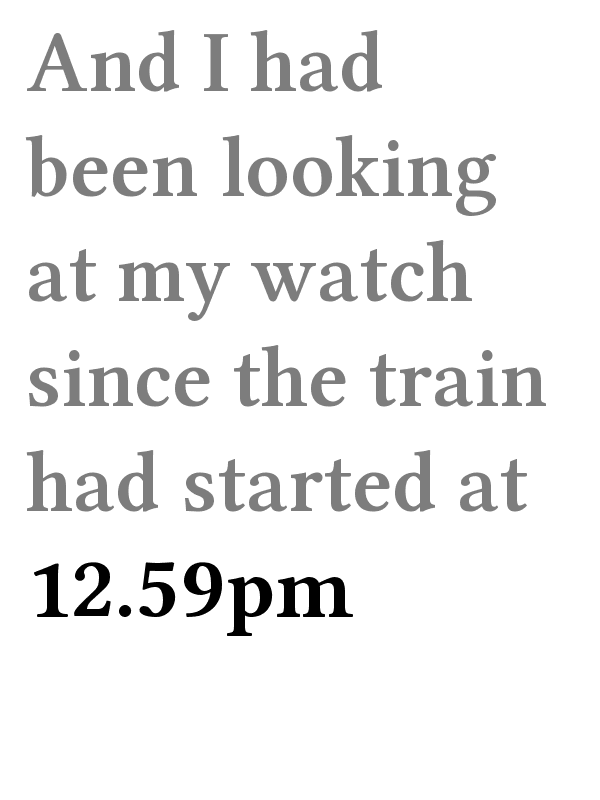 And I had
been looking
at my watch
since the train
had started at
12.59pm